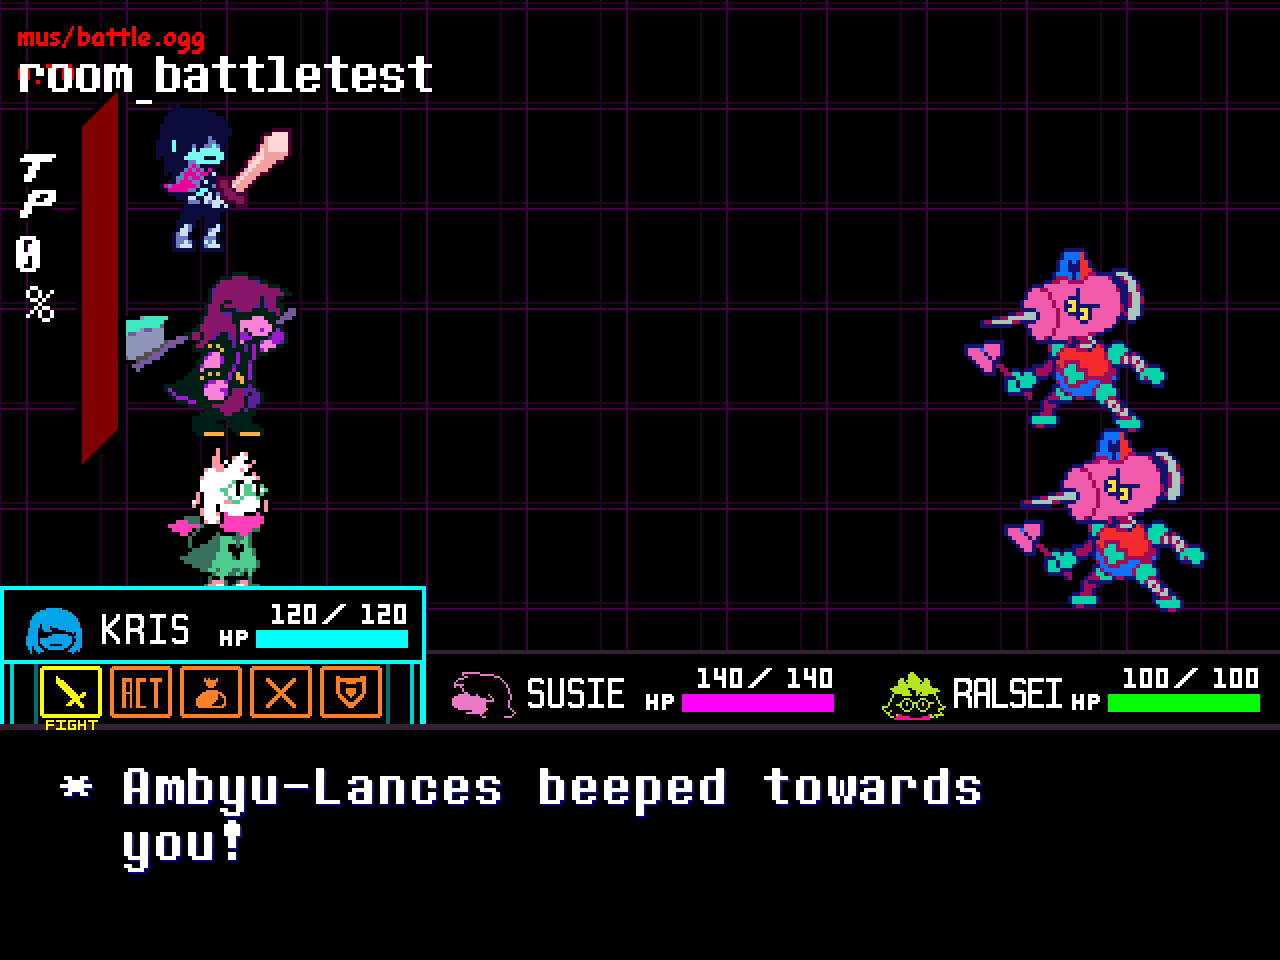 mus/battle.ogg
room_battletest
TP
0
%
KRIS
HP
120/ 120
ACT
FIGHT
SUSIE
HP
140/ 140
RALSEI
HP
100/ 100
* Ambyu-Lances beeped towards
you!